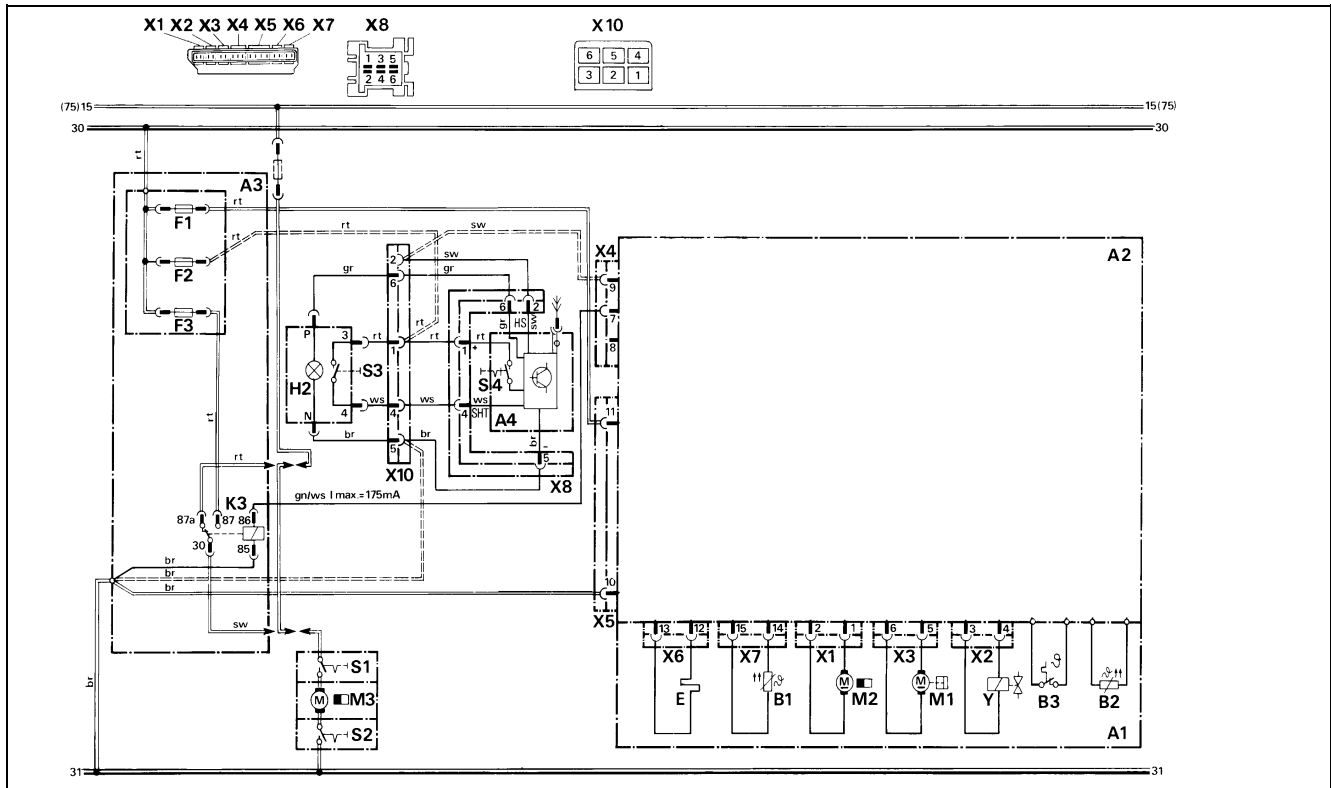 X1 X2 X3 X4 X5 X6 X7
X8
X10
1 3 5
2 4 6
6 5 4
3 2 1
(75)15
15(75)
30
30
rt
A3
rt
F1
rt
F2
rt
F3
rt
sw
X4
A2
2
sw
gr
gr
6
9
7
8
6
2
HS
gr
sw
P
3
rt
1
rt
rt
1
+
rt
H2
S3
S4
4
ws
4
ws
4
ws
SHT
A4
N
br
5
br
br
-
5
X10
X8
11
rt
rt
gn/ws I max.=175mA
K3
87a
87
86
30
85
br
br
br
10
X5
sw
br
13
12
15
14
2
1
6
5
3
4
X6
X7
X1
X3
X2
S1
M
M3
S2
E
ϑ
B1
M
M2
M
M1
Y
ϑ
B3
ϑ
B2
A1
31
31